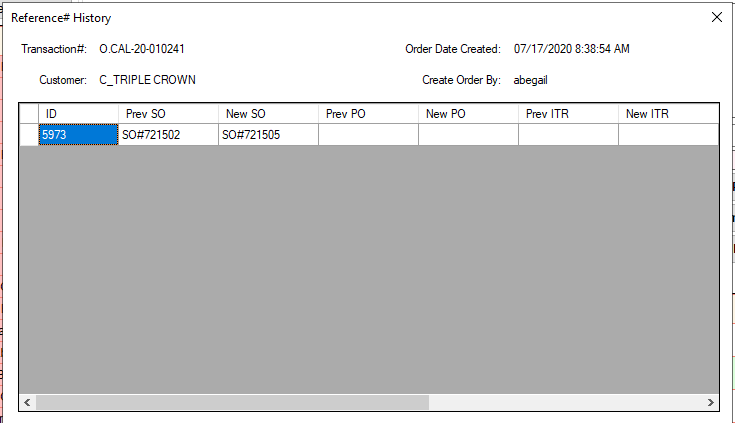 Reference# History
Transaction#: O.CAL-20-010241 Order Date Created: 07/17/2020 8:38:54 AM
Customer: C_TRIPLE CROWN Create Order By: abegail
ID Prev SO New SO Prev PO New PO Prev ITR New ITR
5973 SO#721502 SO#721505